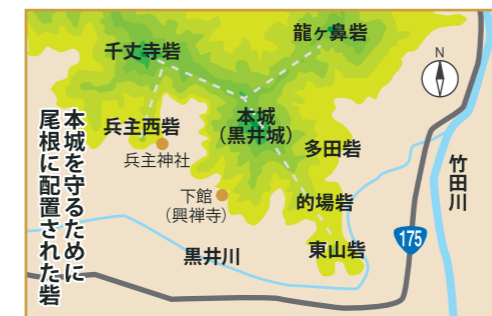 龍ヶ鼻砦
千丈寺砦
N
本城
（黒井城）
兵主西砦
兵主神社
多田砦
竹田川
下館
（興禅寺）
的場砦
175
東山砦
黒井川
本城を守るために
尾根に配置された砦